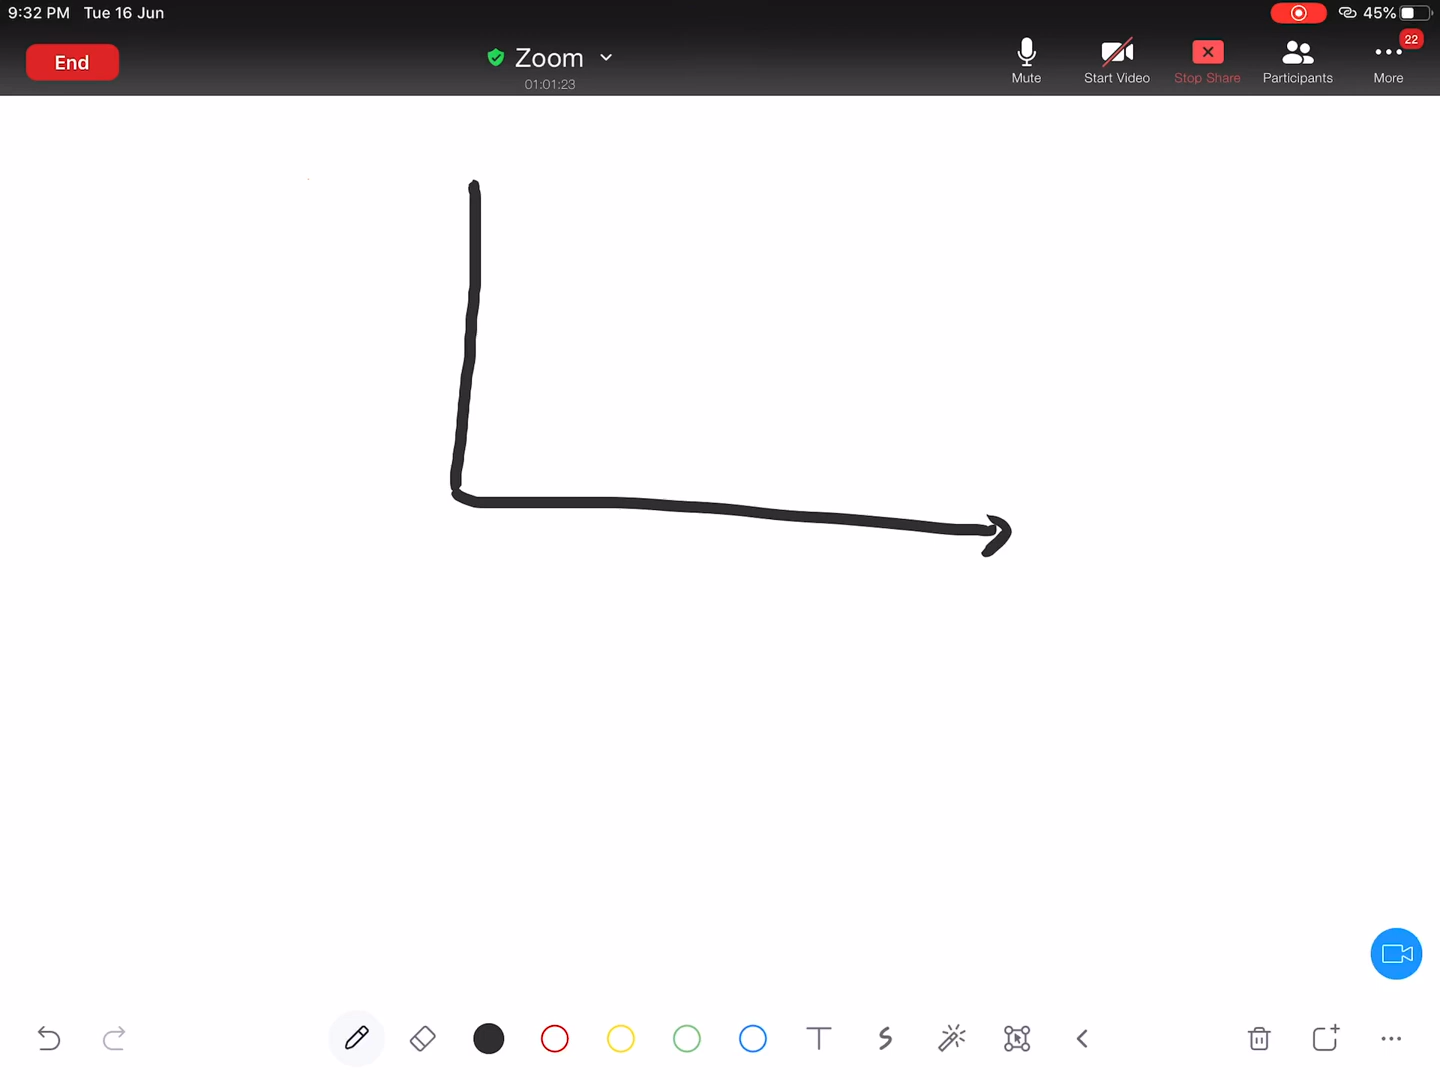 9:32 PM Tue 16 Jun
45%
End
Zoom
01:01:23
Mute
Start Video
Stop Share
Participants
22
More
T